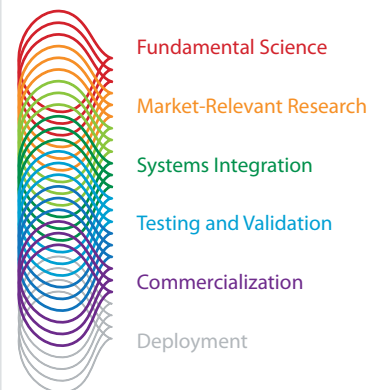 Fundamental Science
Market-Relevant Research
Systems Integration
Testing and Validation
Commercialization
Deployment